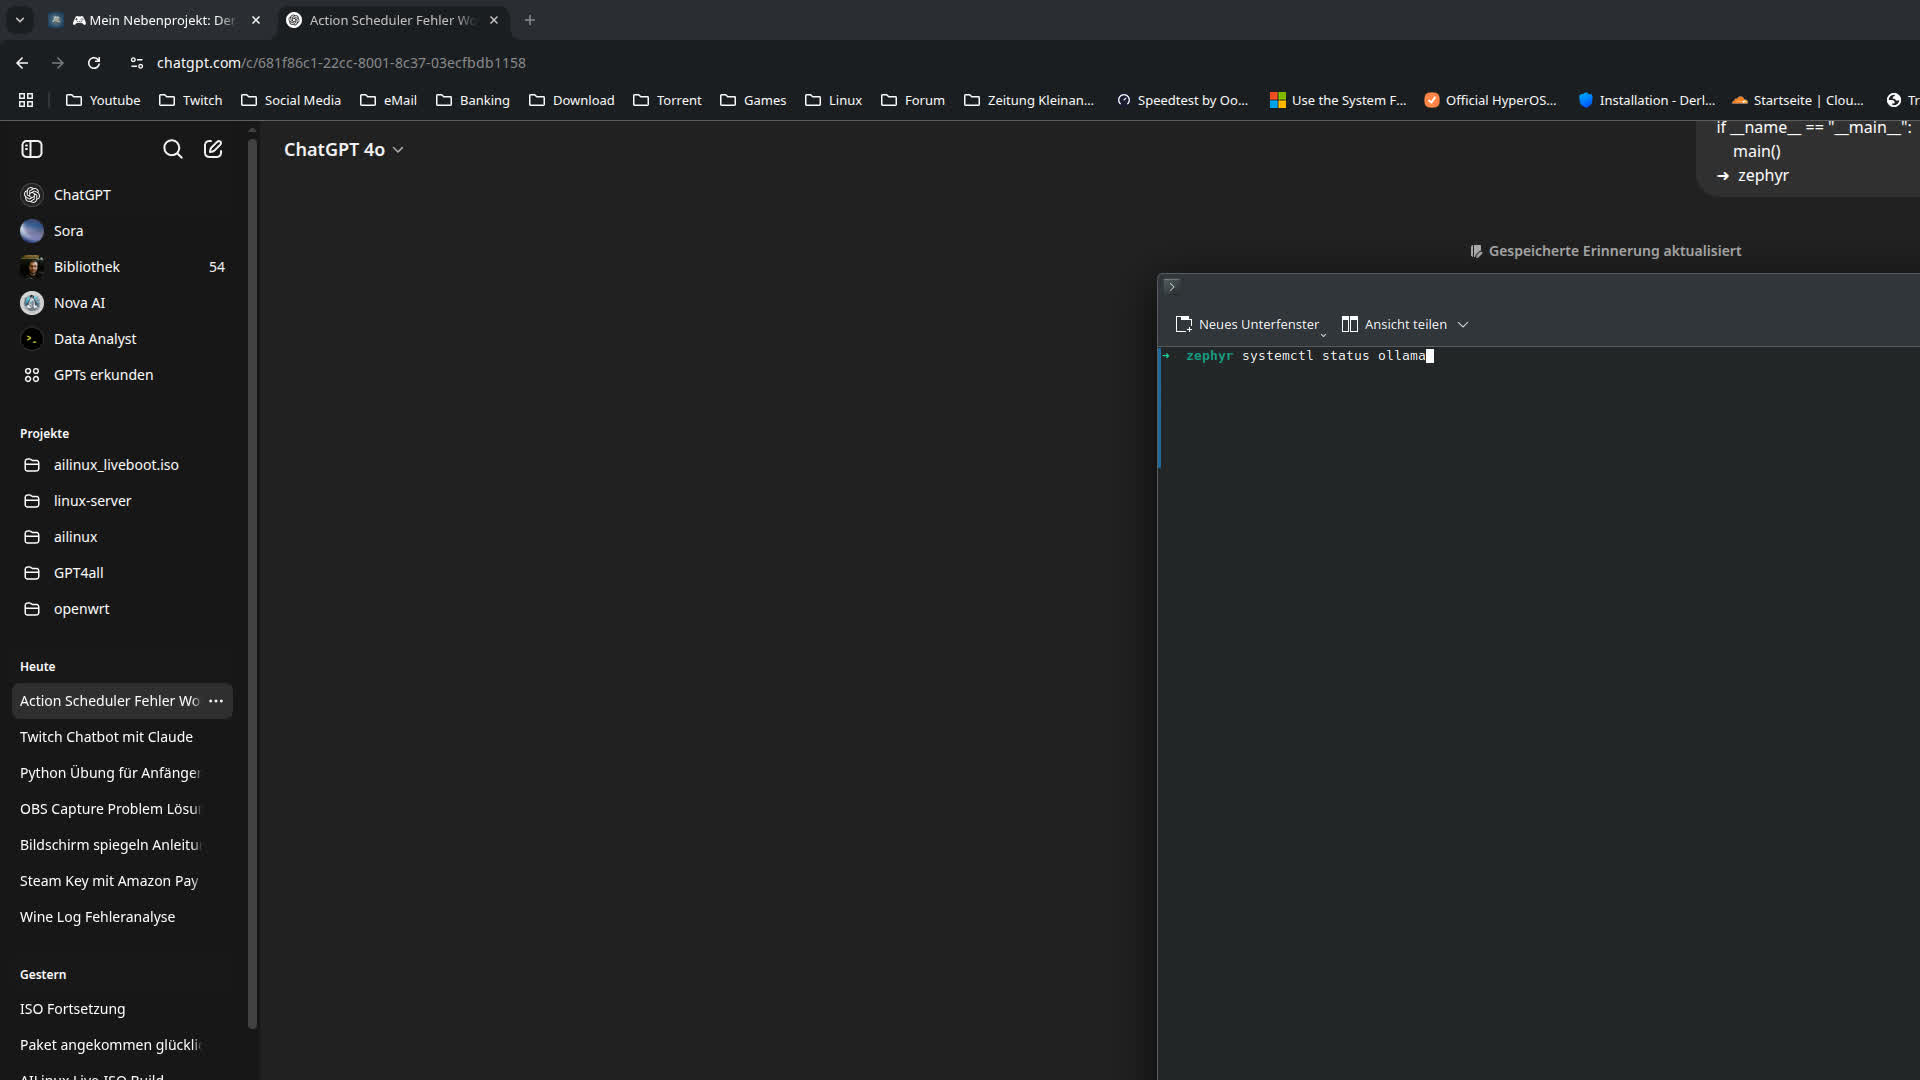 Mein Nebenprojekt: Der
Action Scheduler Fehler Wo
chatgpt.com/c/681f86c1-22cc-8001-8c37-03ecfbdb1158
Youtube
Twitch
Social Media
eMail
Banking
Download
Torrent
Games
Linux
Forum
Zeitung Kleinan...
Speedtest by Oo...
Use the System F...
Official HyperOS...
Installation - Derl...
Startseite | Clou...
Tr
ChatGPT 4o
if __name__ == "__main__":
main()
➜ zephyr
Gespeicherte Erinnerung aktualisiert
ChatGPT
Sora
Bibliothek 54
Nova AI
Data Analyst
GPTs erkunden
Projekte
ailinux_liveboot.iso
linux-server
ailinux
GPT4all
openwrt
Heute
Action Scheduler Fehler Wo
Twitch Chatbot mit Claude
Python Übung für Anfänger
OBS Capture Problem Lösu
Bildschirm spiegeln Anleitu
Steam Key mit Amazon Pay
Wine Log Fehleranalyse
Gestern
ISO Fortsetzung
Paket angekommen glückli
AILinux Live-ISO Build
Neues Unterfenster
Ansicht teilen
➜ zephyr systemctl status ollama